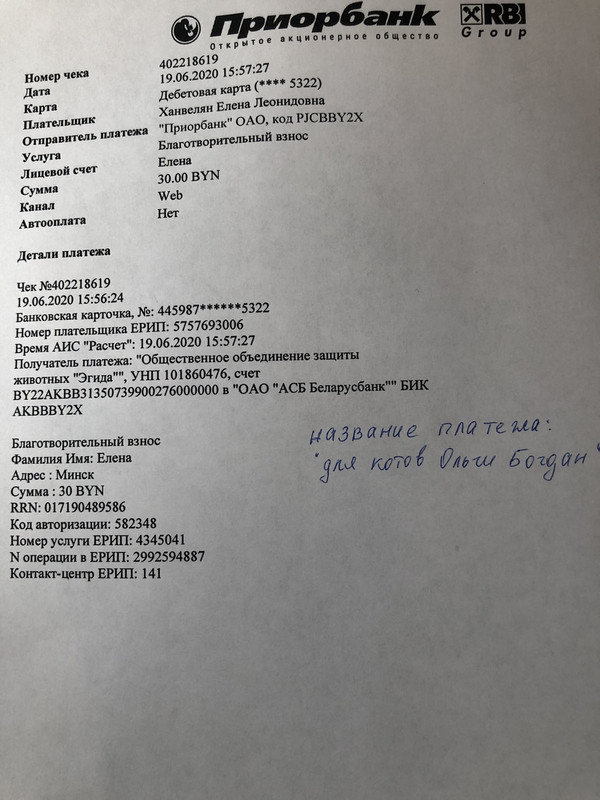 Приорбанк RBI
Открытое акционерное общество Group
Номер чека 402218619
Дата 19.06.2020 15:57:27
Карта Дебетовая карта (**** 5322)
Плательщик Ханвелян Елена Леонидовна
Отправитель платежа "Приорбанк" ОАО, код PJCBBY2X
Услуга Благотворительный взнос
Лицевой счет Елена
Сумма 30.00 BYN
Канал Web
Автооплата Нет
Детали платежа
Чек №402218619
19.06.2020 15:56:24
Банковская карточка, №: 445987******5322
Номер плательщика ЕРИП: 5757693006
Время АИС "Расчет": 19.06.2020 15:57:27
Получатель платежа: "Общественное объединение защиты
животных "Эгида"", УНП 101860476, счет
BY22AKBB31350739900276000000 в "ОАО "АСБ Беларусбанк"" БИК
AKBBBY2X
Благотворительный взнос
Фамилия Имя: Елена
Адрес : Минск
Сумма : 30 BYN
RRN: 017190489586
Код авторизации: 582348
Номер услуги ЕРИП: 4345041
N операции в ЕРИП: 2992594887
Контакт-центр ЕРИП: 141
название платежа:
"для котов Ольги Богдан"